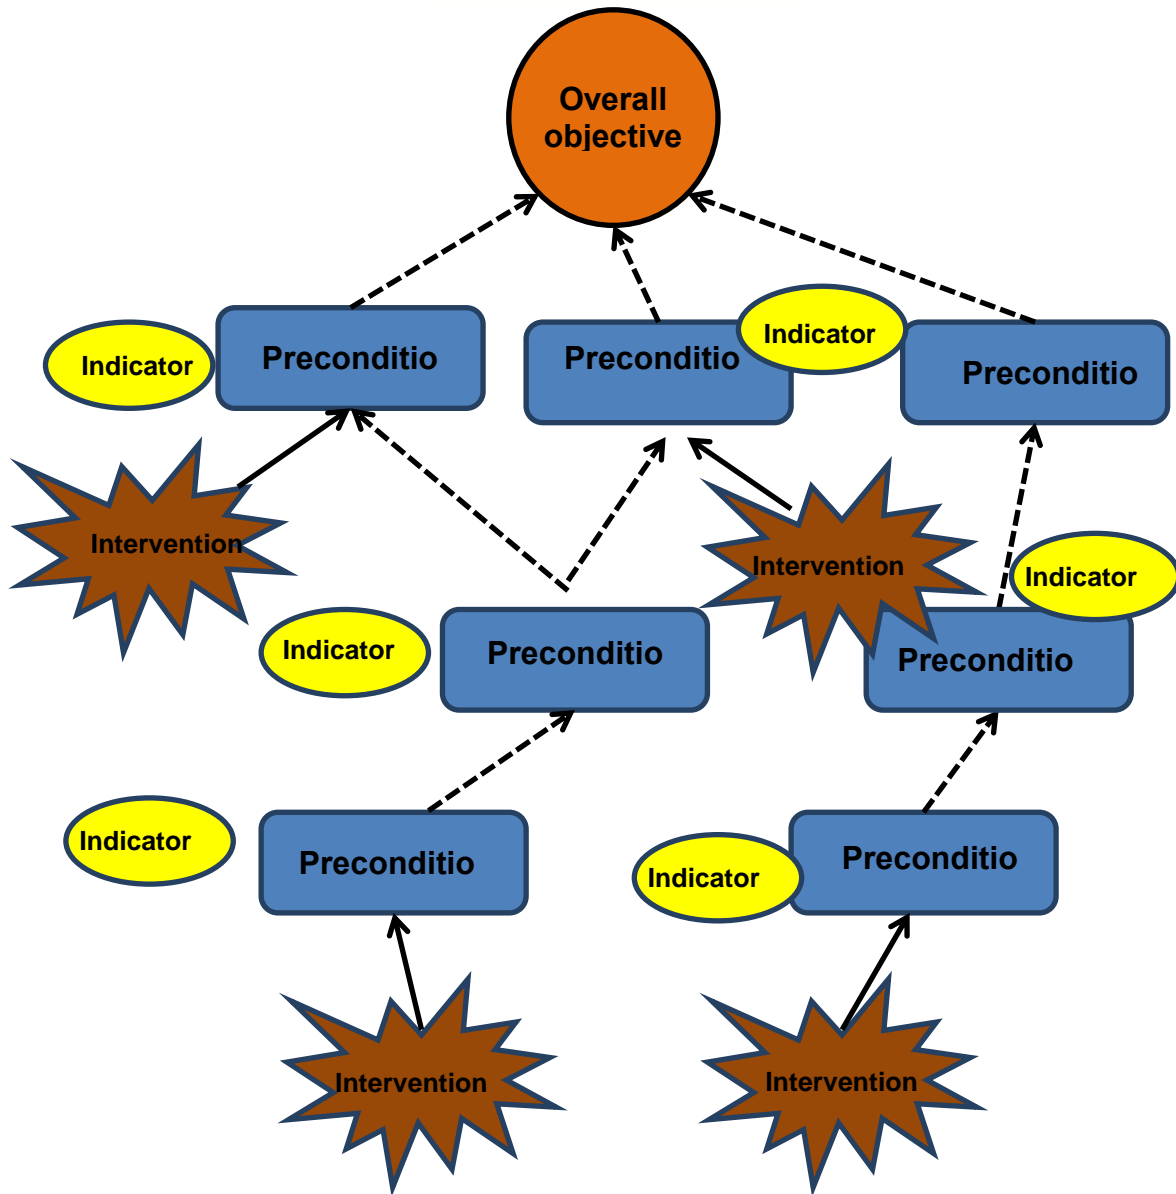 Overall
objective
Indicator
Preconditio
Preconditio
Indicator
Preconditio
Intervention
Intervention
Indicator
Indicator
Preconditio
Preconditio
Indicator
Preconditio
Indicator
Preconditio
Intervention
Intervention